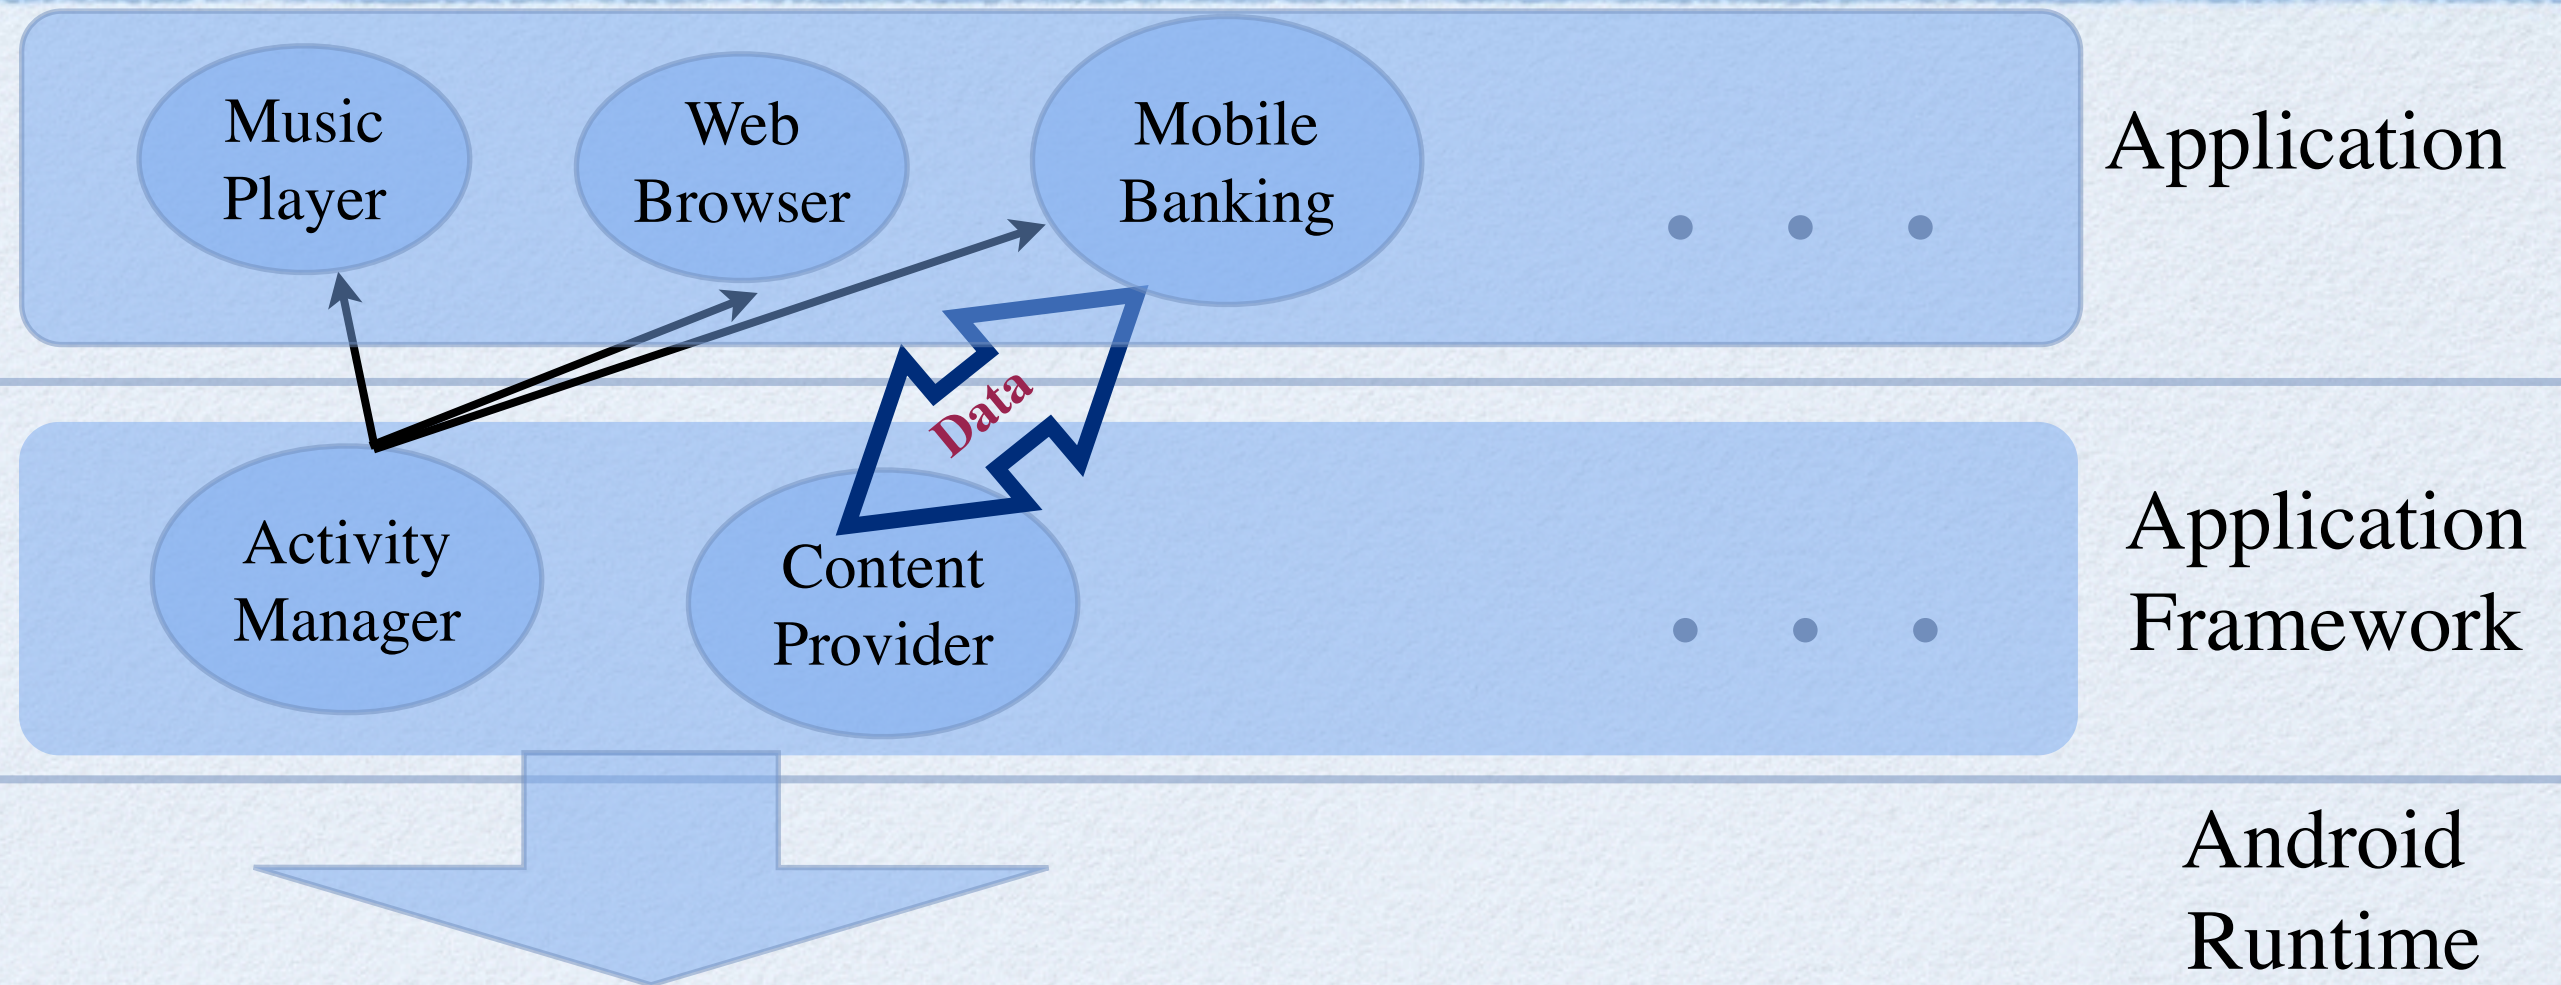 Music
Player
Web
Browser
Mobile
Banking
Application
Data
Activity
Manager
Content
Provider
Application
Framework
Android
Runtime